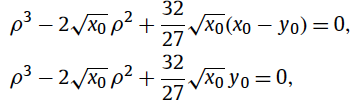 ρ³ − 2√x₀ ρ² + 32/27 √x₀(x₀ − y₀) = 0,
ρ³ − 2√x₀ ρ² + 32/27 √x₀ y₀ = 0,